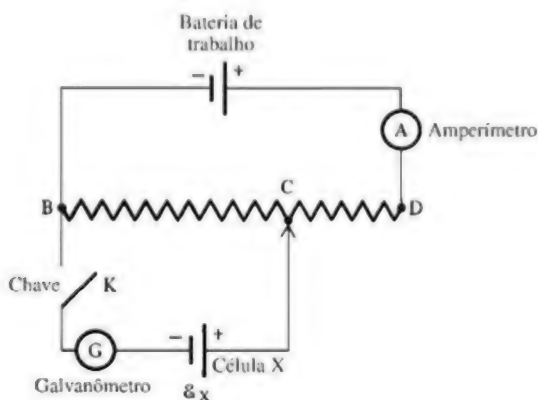 Bateria de
trabalho
− +
A Amperímetro
C
B D
Chave K
− +
G Célula X
Galvanômetro
&x